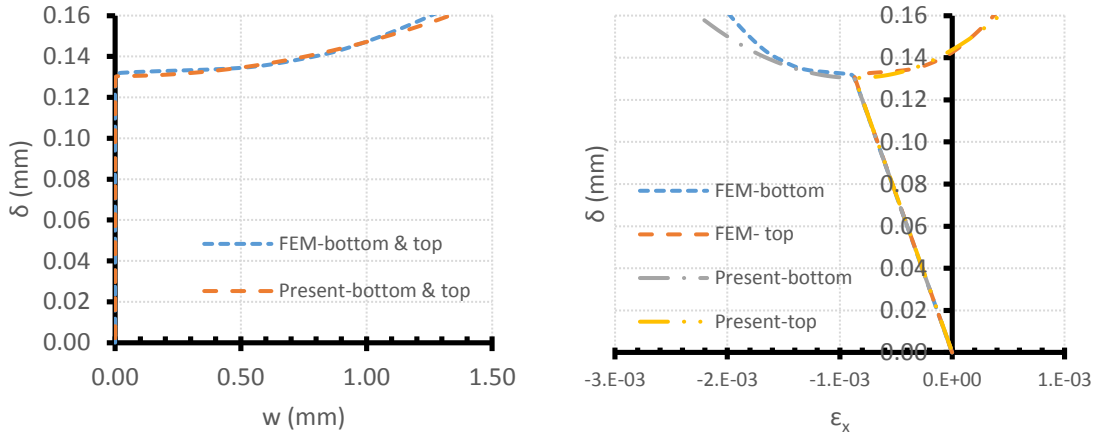 0.16
0.14
0.12
0.10
0.08
0.06
0.04
0.02
0.00
δ (mm)
FEM-bottom & top
Present-bottom & top
0.00 0.50 1.00 1.50
w (mm)
0.16
0.14
0.12
0.10
0.08
0.06
0.04
0.02
0.00
δ (mm)
FEM-bottom
FEM- top
Present-bottom
Present-top
-3.E-03 -2.E-03 -1.E-03 0.E+00 1.E-03
εx